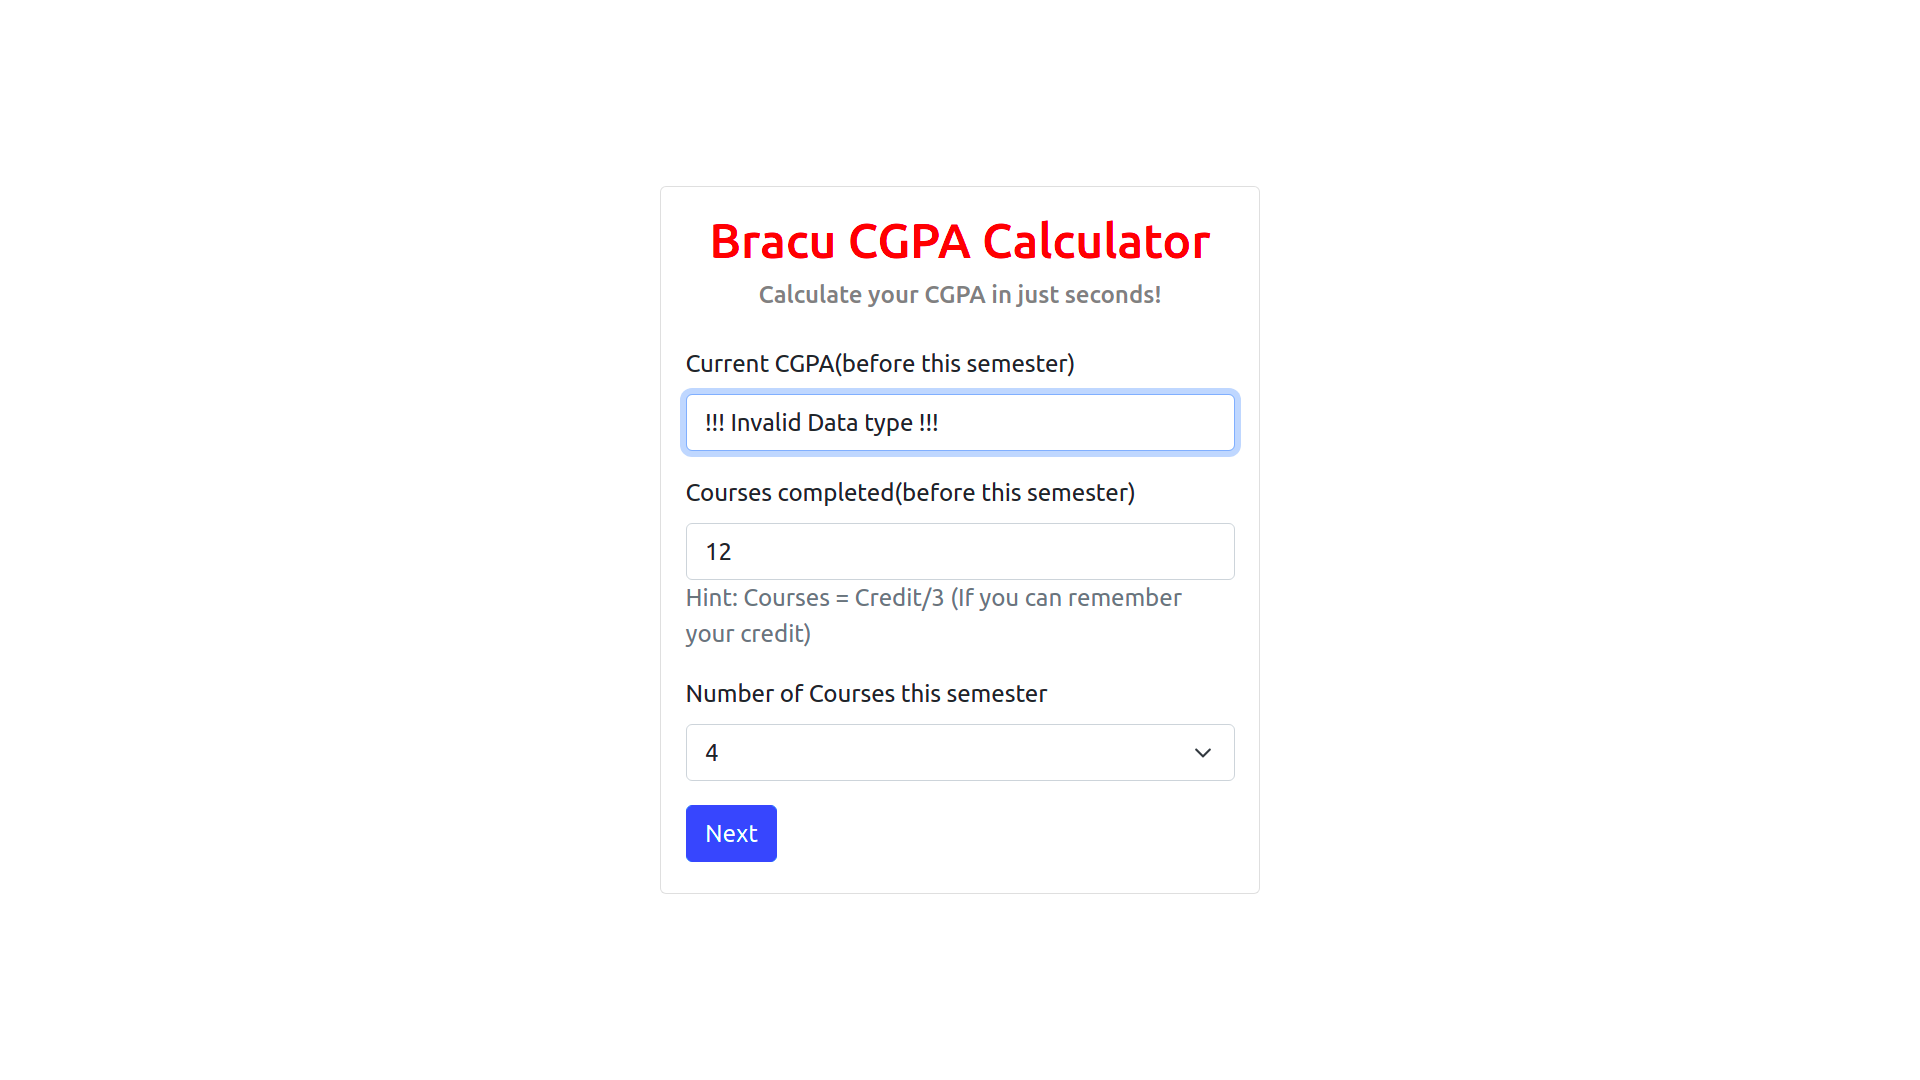 Bracu CGPA Calculator
Calculate your CGPA in just seconds!
Current CGPA(before this semester)
!!! Invalid Data type !!!
Courses completed(before this semester)
12
Hint: Courses = Credit/3 (If you can remember
your credit)
Number of Courses this semester
4
Next